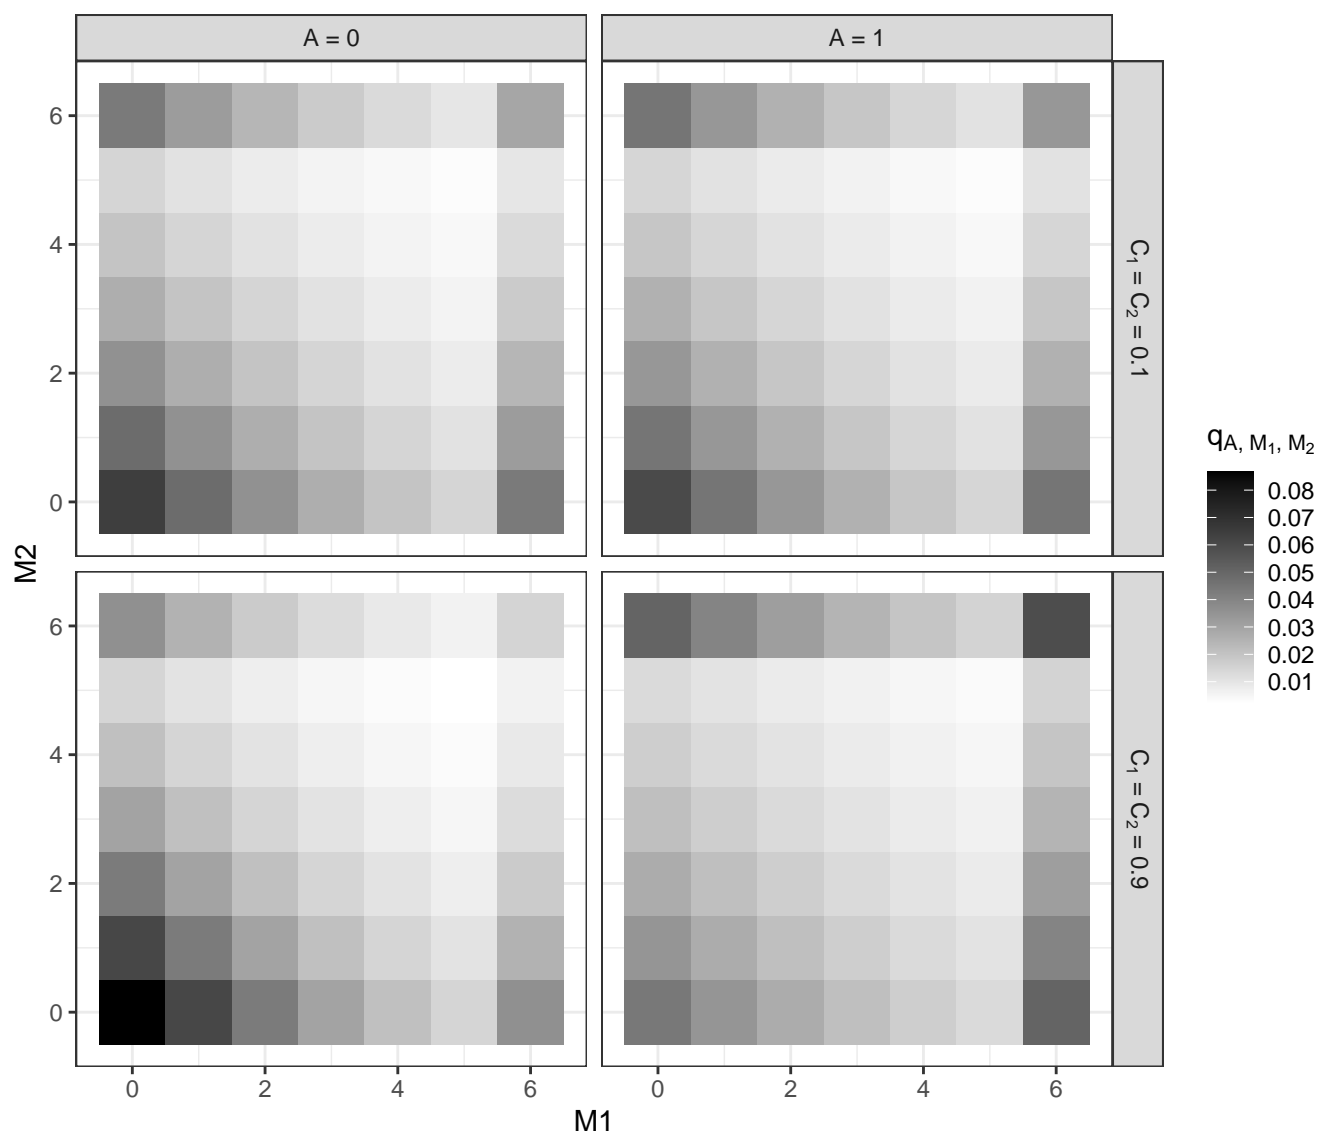 A = 0
A = 1
6
4
2
0
C₁ = C₂ = 0.1
M2
6
4
2
0
C₁ = C₂ = 0.9
0 2 4 6
0 2 4 6
M1
qA, M₁, M₂
0.08
0.07
0.06
0.05
0.04
0.03
0.02
0.01